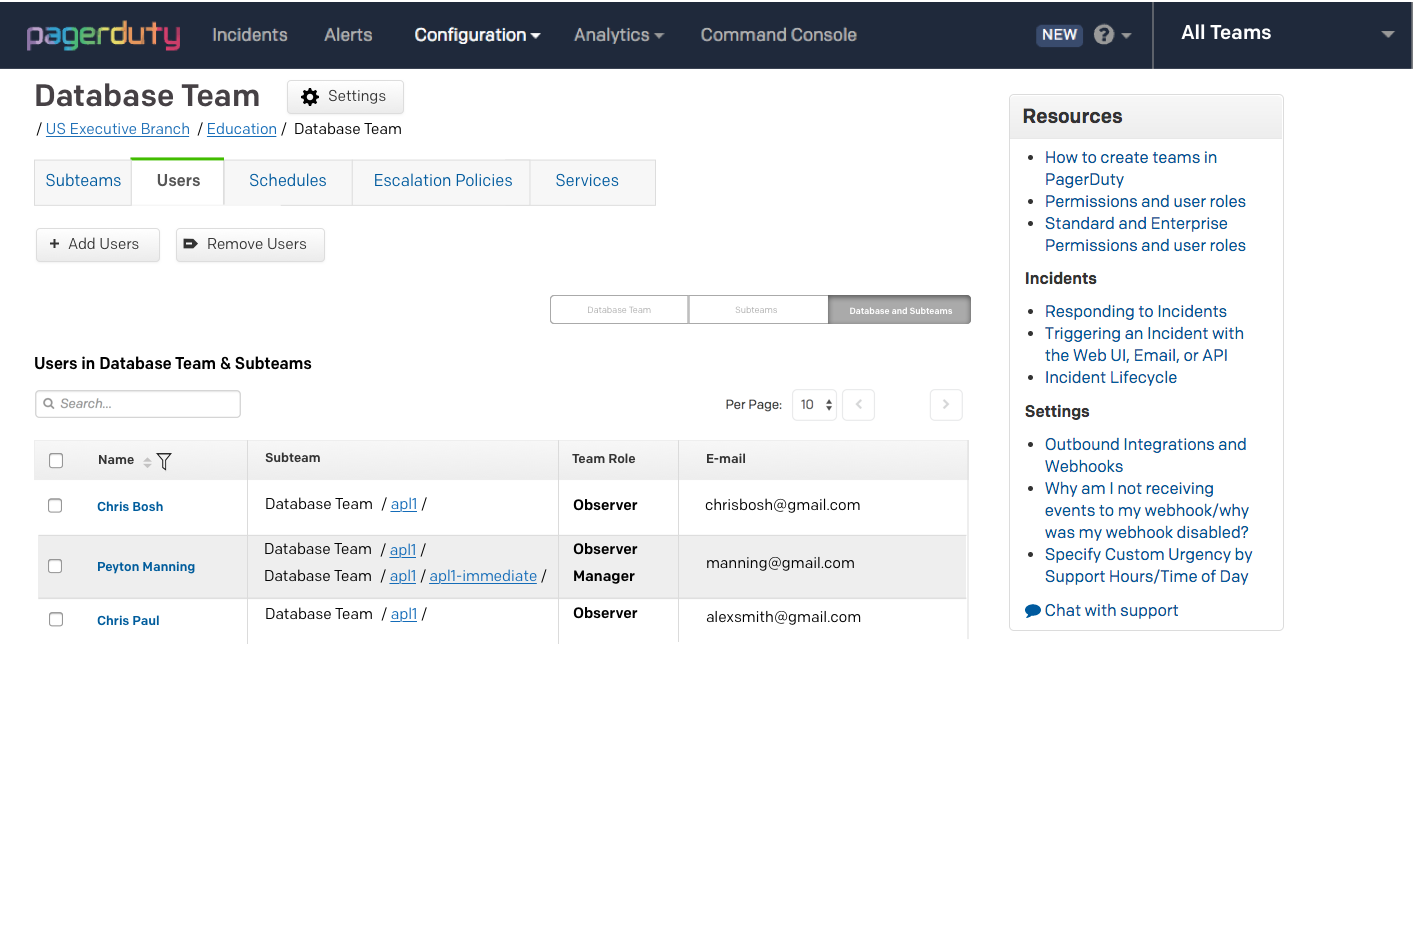 pagerduty Incidents Alerts Configuration Analytics Command Console NEW ? All Teams
Database Team Settings
/ US Executive Branch / Education / Database Team
Subteams Users Schedules Escalation Policies Services
+ Add Users Remove Users
Database Team Subteams Database and Subteams
Users in Database Team & Subteams
Search... Per Page: 10 < >
Name Subteam Team Role E-mail
Chris Bosh Database Team / apl1 / Observer chrisbosh@gmail.com
Database Team / apl1 / Observer
Peyton Manning manning@gmail.com
Database Team / apl1 / apl1-immediate / Manager
Chris Paul Database Team / apl1 / Observer alexsmith@gmail.com
Resources
• How to create teams in
PagerDuty
• Permissions and user roles
• Standard and Enterprise
Permissions and user roles
Incidents
• Responding to Incidents
• Triggering an Incident with
the Web UI, Email, or API
• Incident Lifecycle
Settings
• Outbound Integrations and
Webhooks
• Why am I not receiving
events to my webhook/why
was my webhook disabled?
• Specify Custom Urgency by
Support Hours/Time of Day
Chat with support